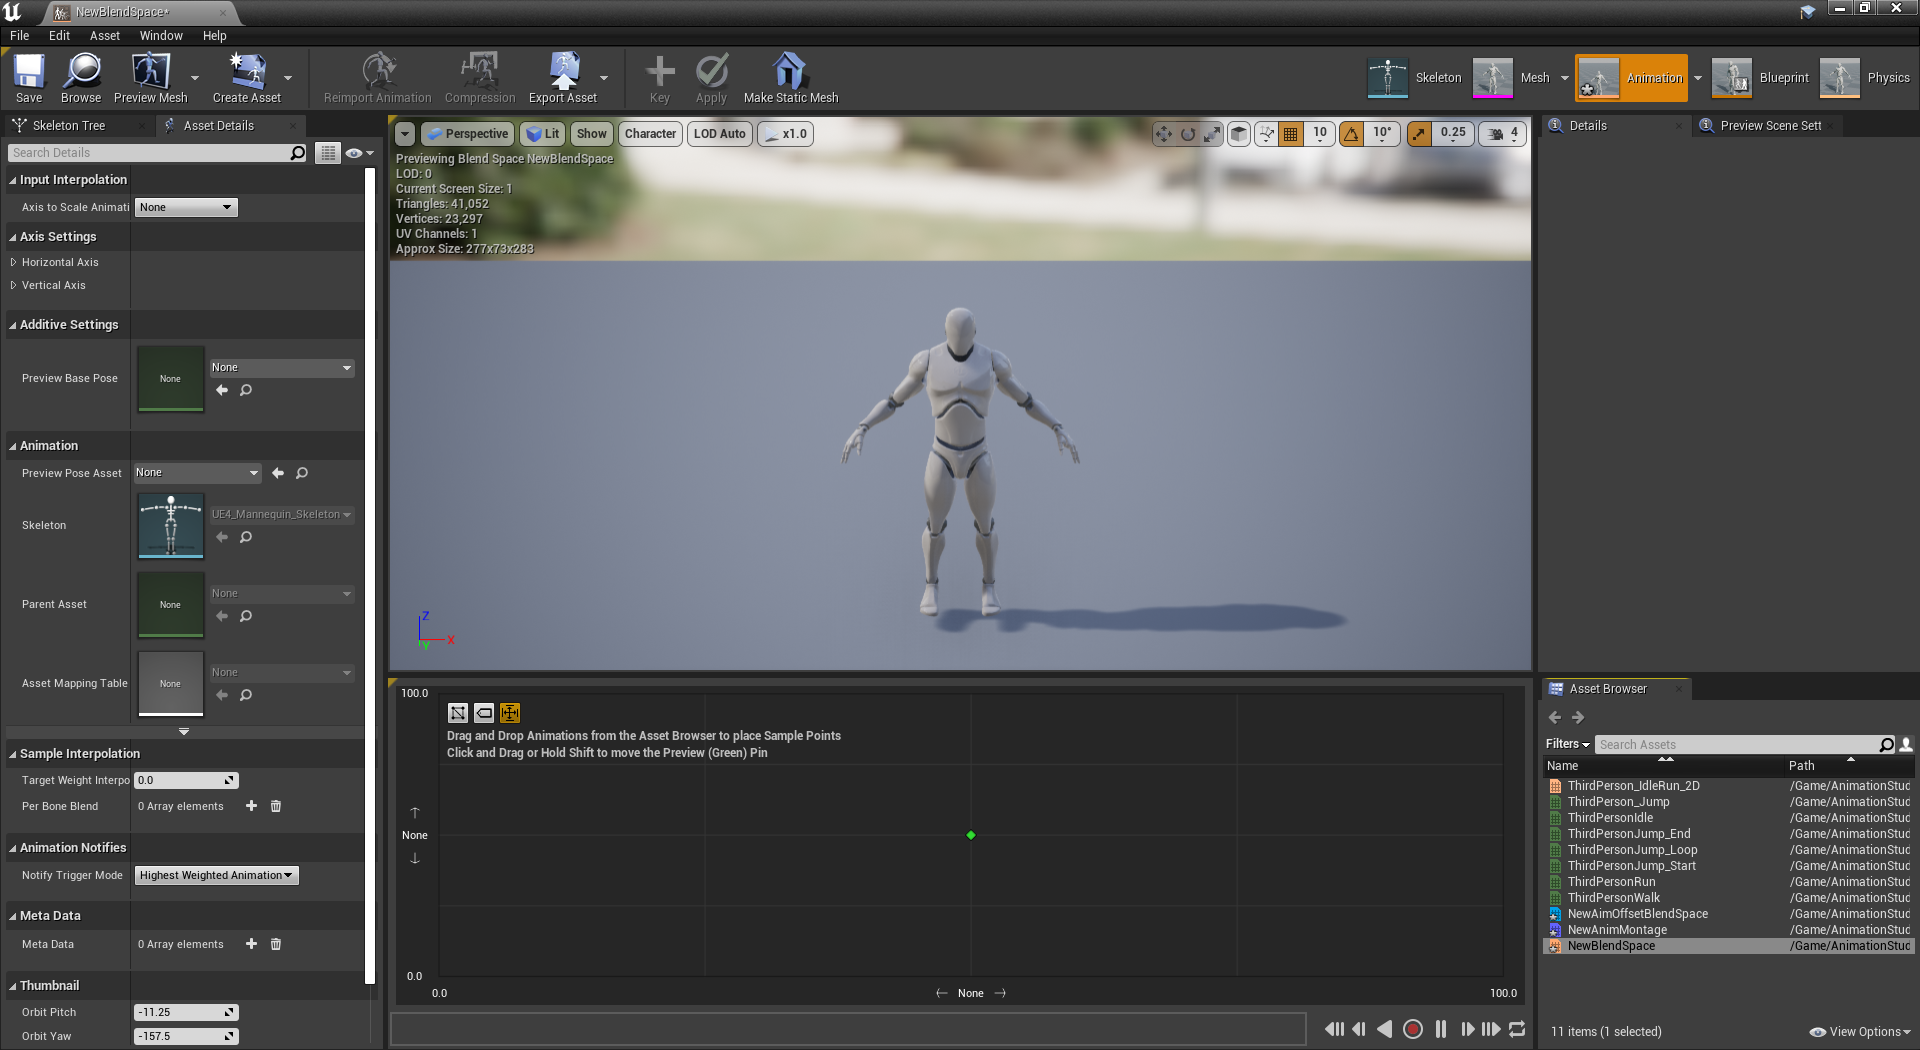 NewBlendSpace*
File Edit Asset Window Help
Save Browse Preview Mesh Create Asset Reimport Animation Compression Export Asset Key Apply Make Static Mesh
Skeleton Mesh Animation Blueprint Physics
Skeleton Tree Asset Details
Search Details
Input Interpolation
Axis to Scale Animati None
Axis Settings
Horizontal Axis
Vertical Axis
Additive Settings
Preview Base Pose None None
Animation
Preview Pose Asset None
Skeleton UE4_Mannequin_Skeleton
Parent Asset None None
Asset Mapping Table None None
Sample Interpolation
Target Weight Interpo 0.0
Per Bone Blend 0 Array elements
Animation Notifies
Notify Trigger Mode Highest Weighted Animation
Meta Data
Meta Data 0 Array elements
Thumbnail
Orbit Pitch -11.25
Orbit Yaw -157.5
Perspective Lit Show Character LOD Auto x1.0
10 10° 0.25 4
Previewing Blend Space NewBlendSpace
LOD: 0
Current Screen Size: 1
Triangles: 41,052
Vertices: 23,297
UV Channels: 1
Approx Size: 277x73x283
Z
X
Y
100.0
Drag and Drop Animations from the Asset Browser to place Sample Points
Click and Drag or Hold Shift to move the Preview (Green) Pin
None
0.0
0.0 None 100.0
Details Preview Scene Sett
Asset Browser
Filters Search Assets
Name Path
ThirdPerson_IdleRun_2D /Game/AnimationStud
ThirdPerson_Jump /Game/AnimationStud
ThirdPersonIdle /Game/AnimationStud
ThirdPersonJump_End /Game/AnimationStud
ThirdPersonJump_Loop /Game/AnimationStud
ThirdPersonJump_Start /Game/AnimationStud
ThirdPersonRun /Game/AnimationStud
ThirdPersonWalk /Game/AnimationStud
NewAimOffsetBlendSpace /Game/AnimationStud
NewAnimMontage /Game/AnimationStud
NewBlendSpace /Game/AnimationStud
11 items (1 selected) View Options